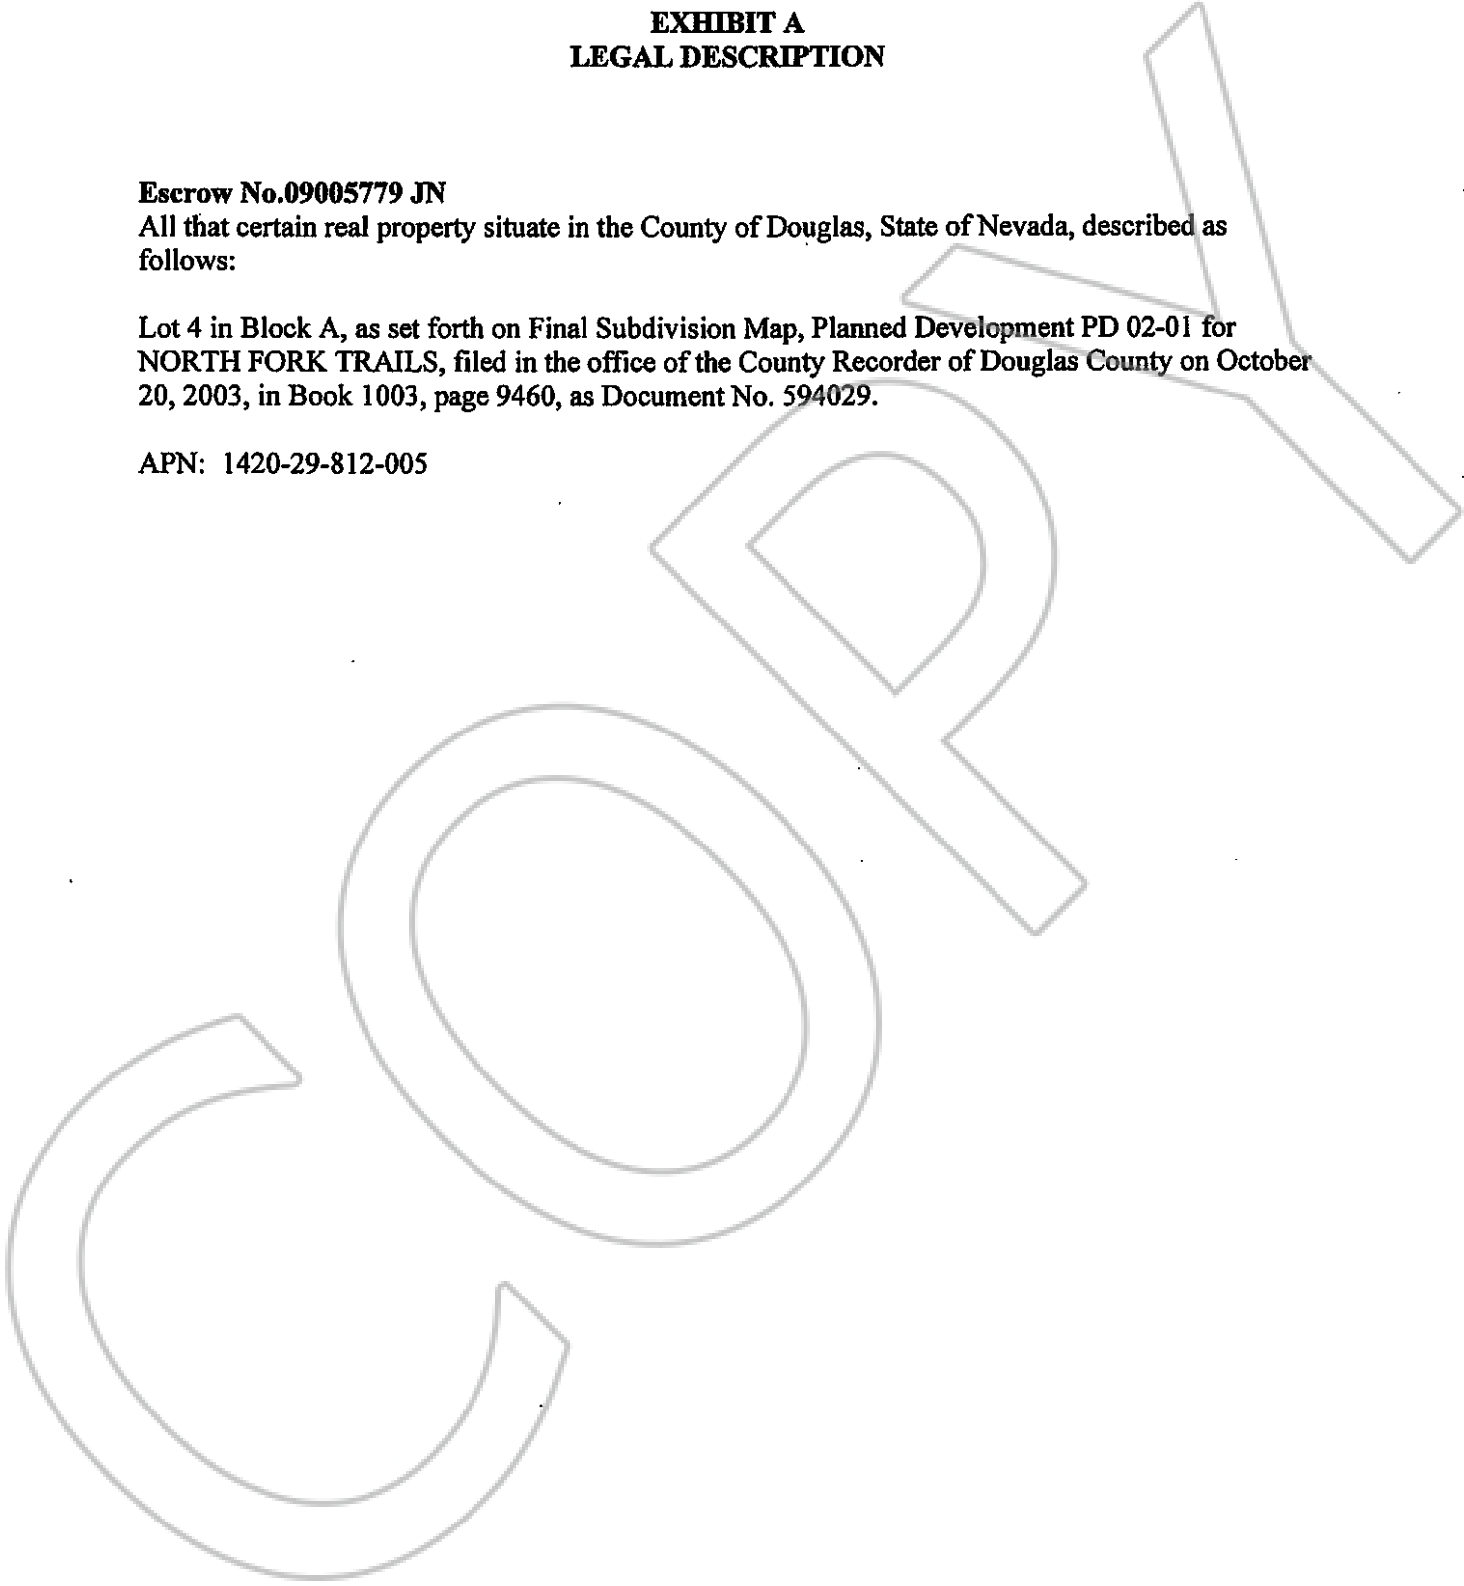 EXHIBIT A
LEGAL DESCRIPTION
Escrow No.09005779 JN
All that certain real property situate in the County of Douglas, State of Nevada, described as
follows:
Lot 4 in Block A, as set forth on Final Subdivision Map, Planned Development PD 02-01 for
NORTH FORK TRAILS, filed in the office of the County Recorder of Douglas County on October
20, 2003, in Book 1003, page 9460, as Document No. 594029.
APN: 1420-29-812-005
COPY